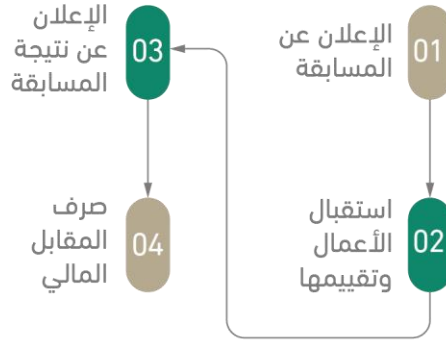 01
الإعلان عن
المسابقة
02
استقبال
الأعمال
وتقييمها
03
الإعلان
عن نتيجة
المسابقة
04
صرف
المقابل
المالي